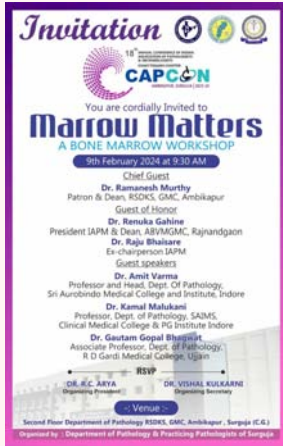 Invitation
18th ANNUAL CONFERENCE OF INDIAN
ASSOCIATION OF PATHOLOGISTS
& MICROBIOLOGISTS
CHHATTISGARH CHAPTER
CAPCON
You are cordially Invited to
Marrow Matters
A BONE MARROW WORKSHOP
9th February 2024 at 9:30 AM
Chief Guest
Dr. Ramanesh Murthy
Patron & Dean, RSDKS, GMC, Ambikapur
Guest of Honor
Dr. Renuka Gahine
President IAPM & Dean, ABVMGMC, Rajnandgaon
Dr. Raju Bhaisare
Ex-chairperson IAPM
Guest speakers
Dr. Amit Varma
Professor and Head, Dept. Of Pathology,
Sri Aurobindo Medical College and Institute, Indore
Dr. Kamal Malukani
Professor, Dept. of Pathology, SAIMS,
Clinical Medical College & PG Institute Indore
Dr. Gautam Gopal Bhagwat
Associate Professor, Dept. of Pathology,
R D Gardi Medical College, Ujjain
RSVP
DR. R.C. ARYA
Organizing President
DR. VISHAL KULKARNI
Organizing Secretary
-: Venue :-
Second Floor Department of Pathology RSDKS, GMC, Ambikapur, Surguja (C.G.)
Organised by : Department of Pathology & Practicing Pathologists of Surguja